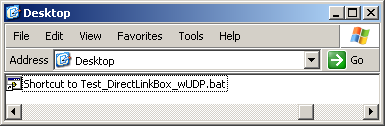 Desktop
File Edit View Favorites Tools Help
Address Desktop Go
Shortcut to Test_DirectLinkBox_wUDP.bat